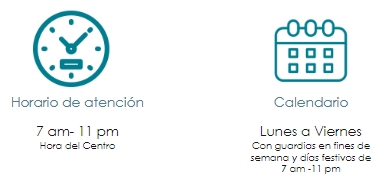 Horario de atención
7 am- 11 pm
Hora del Centro
Calendario
Lunes a Viernes
Con guardias en fines de
semana y días festivos de
7 am -11 pm